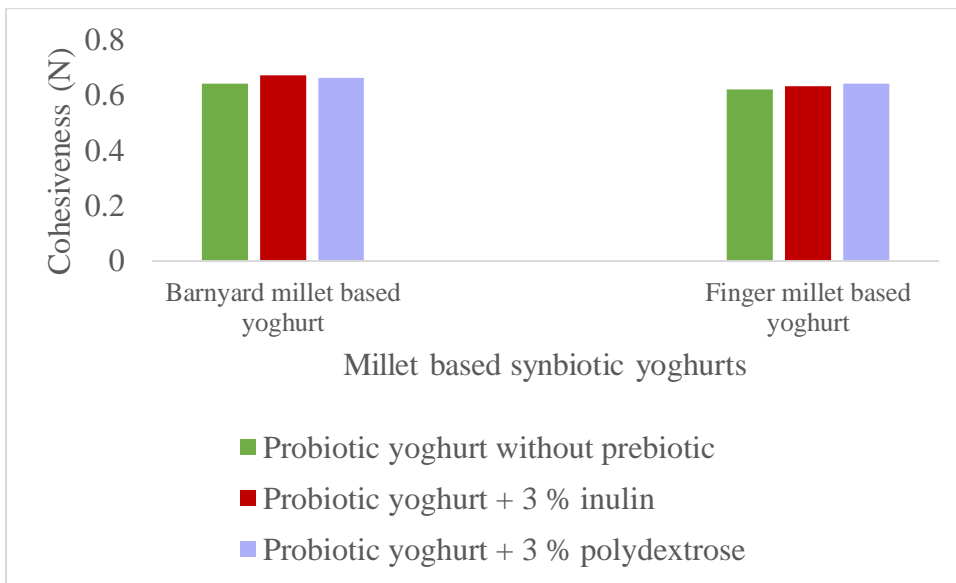 Cohesiveness (N)
0.8
0.6
0.4
0.2
0
Barnyard millet based
yoghurt
Finger millet based
yoghurt
Millet based synbiotic yoghurts
Probiotic yoghurt without prebiotic
Probiotic yoghurt + 3 % inulin
Probiotic yoghurt + 3 % polydextrose